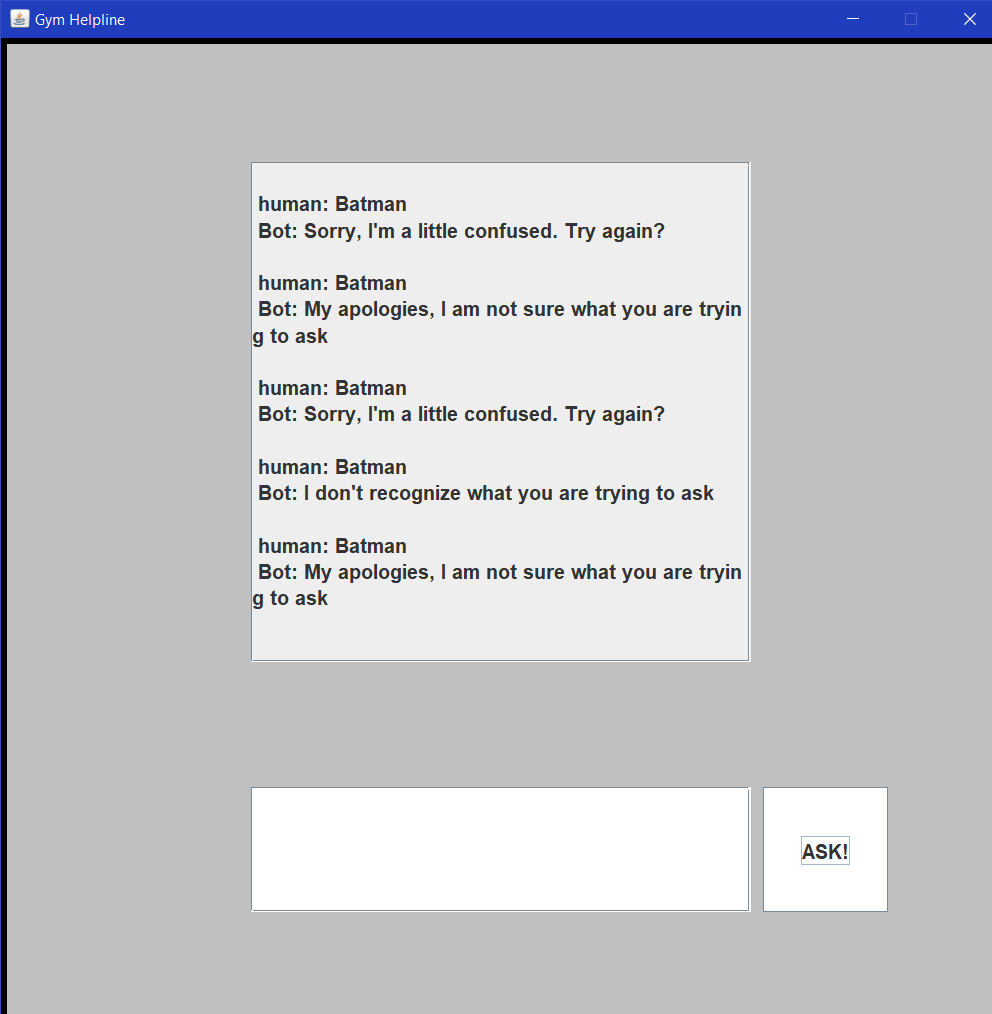 Gym Helpline
human: Batman
Bot: Sorry, I'm a little confused. Try again?
human: Batman
Bot: My apologies, I am not sure what you are tryin
g to ask
human: Batman
Bot: Sorry, I'm a little confused. Try again?
human: Batman
Bot: I don't recognize what you are trying to ask
human: Batman
Bot: My apologies, I am not sure what you are tryin
g to ask
ASK!